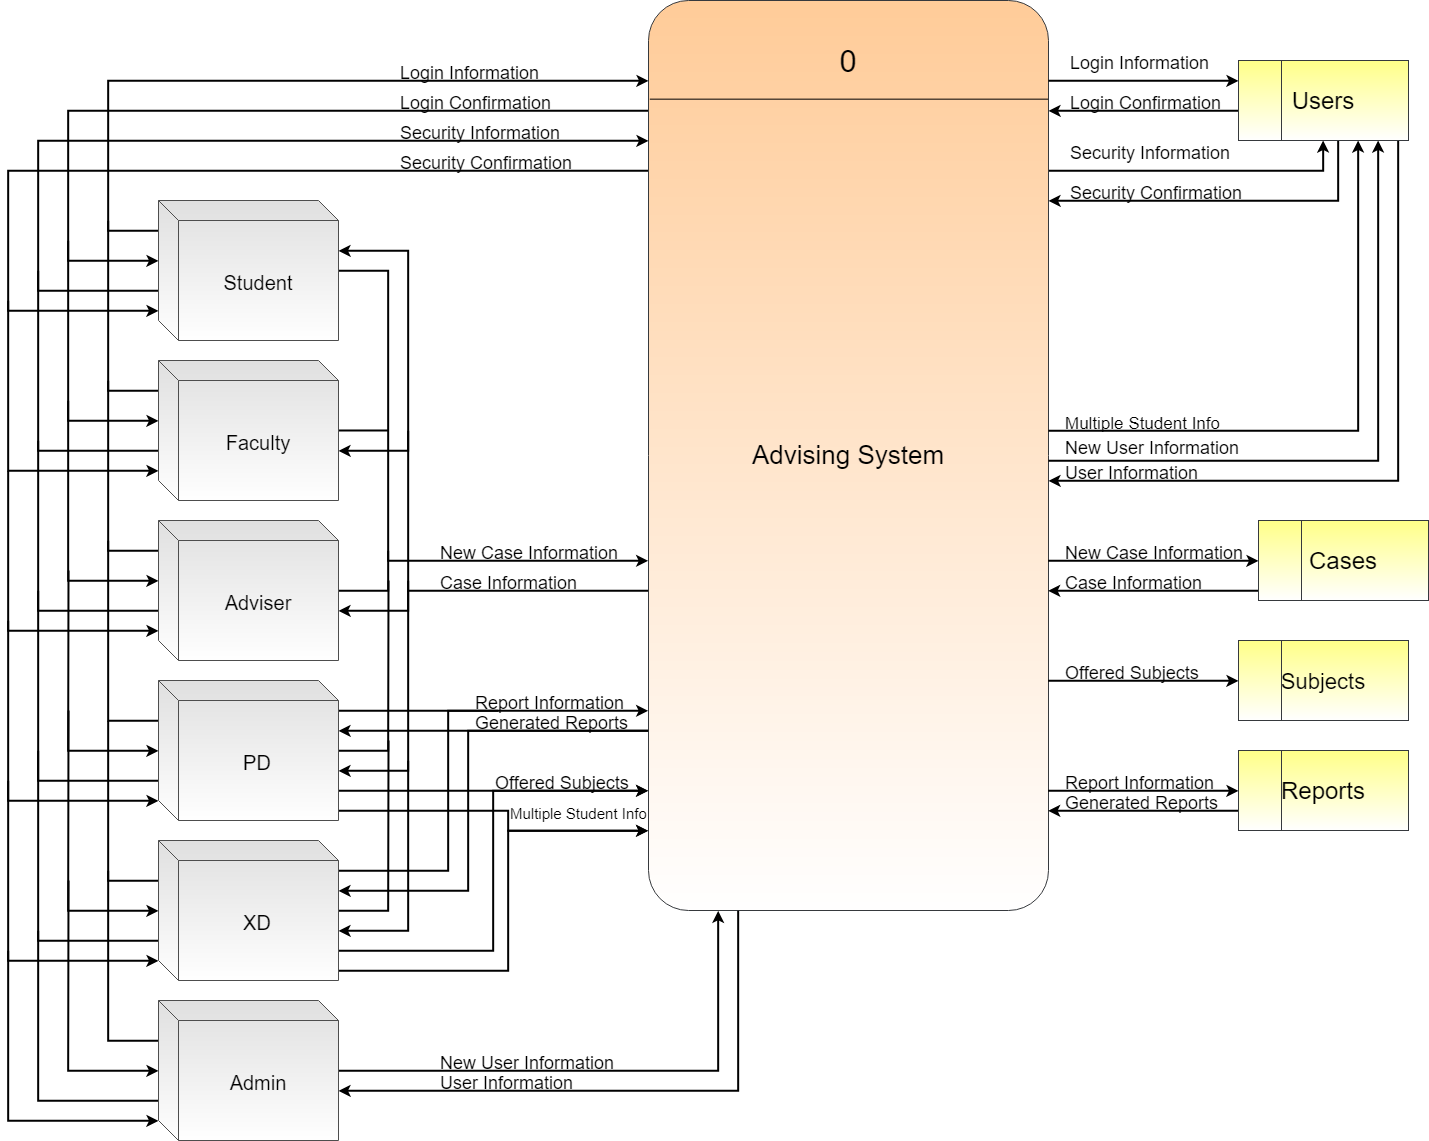 0
Login Information
Login Confirmation
Security Information
Security Confirmation
Login Information
Login Confirmation
Security Information
Security Confirmation
Users
Student
Faculty
Adviser
PD
XD
Admin
Advising System
Multiple Student Info
New User Information
User Information
New Case Information
Case Information
New Case Information
Case Information
Cases
Report Information
Generated Reports
Offered Subjects
Multiple Student Info
Offered Subjects
Subjects
Report Information
Generated Reports
Reports
New User Information
User Information